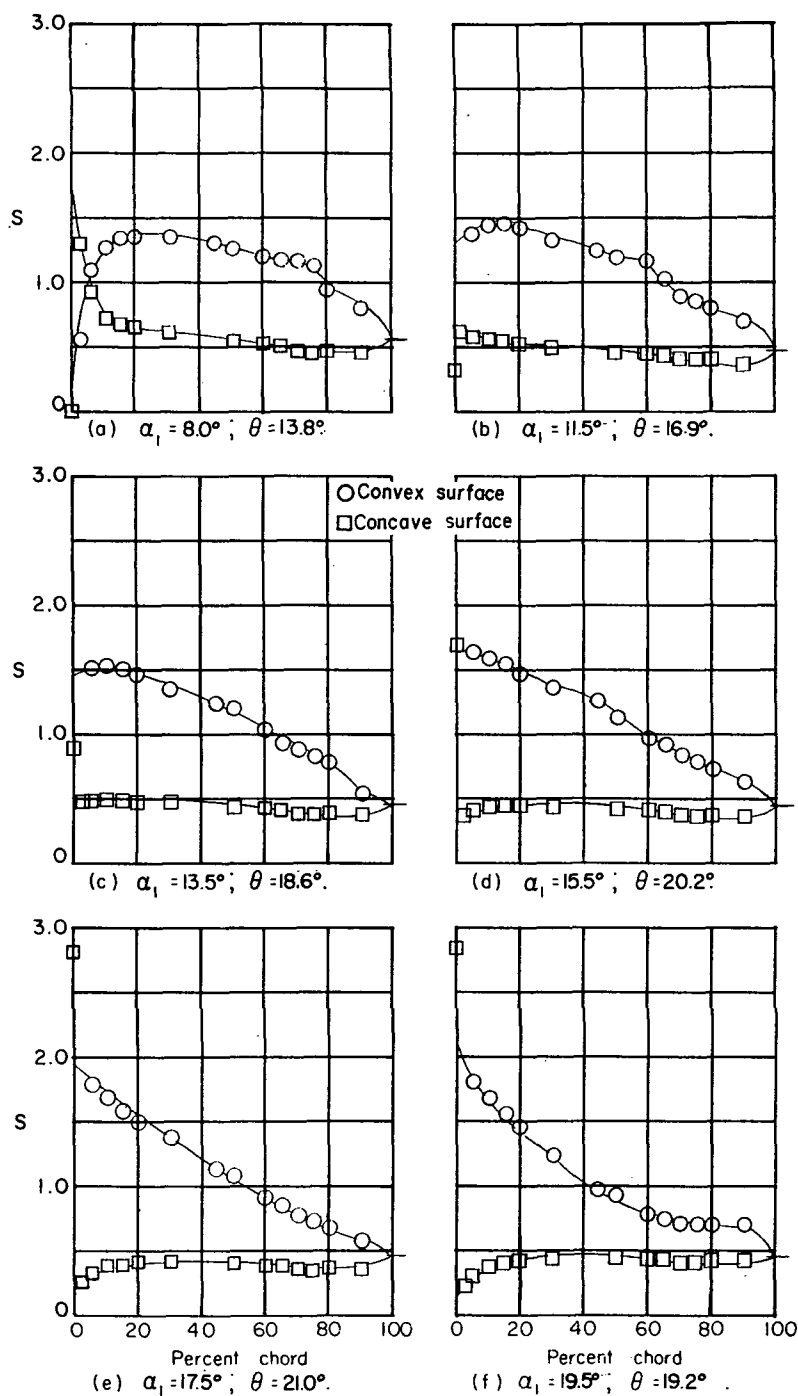 3.0
2.0
S
1.0
0
(a) α₁ = 8.0°; θ = 13.8°.
(b) α₁ = 11.5°; θ = 16.9°.
3.0
○ Convex surface
□ Concave surface
2.0
S
1.0
0
(c) α₁ = 13.5°; θ = 18.6°.
(d) α₁ = 15.5°; θ = 20.2°.
3.0
2.0
S
1.0
0
0 20 40 60 80 100
0 20 40 60 80 100
Percent chord
Percent chord
(e) α₁ = 17.5°; θ = 21.0°.
(f) α₁ = 19.5°; θ = 19.2°.